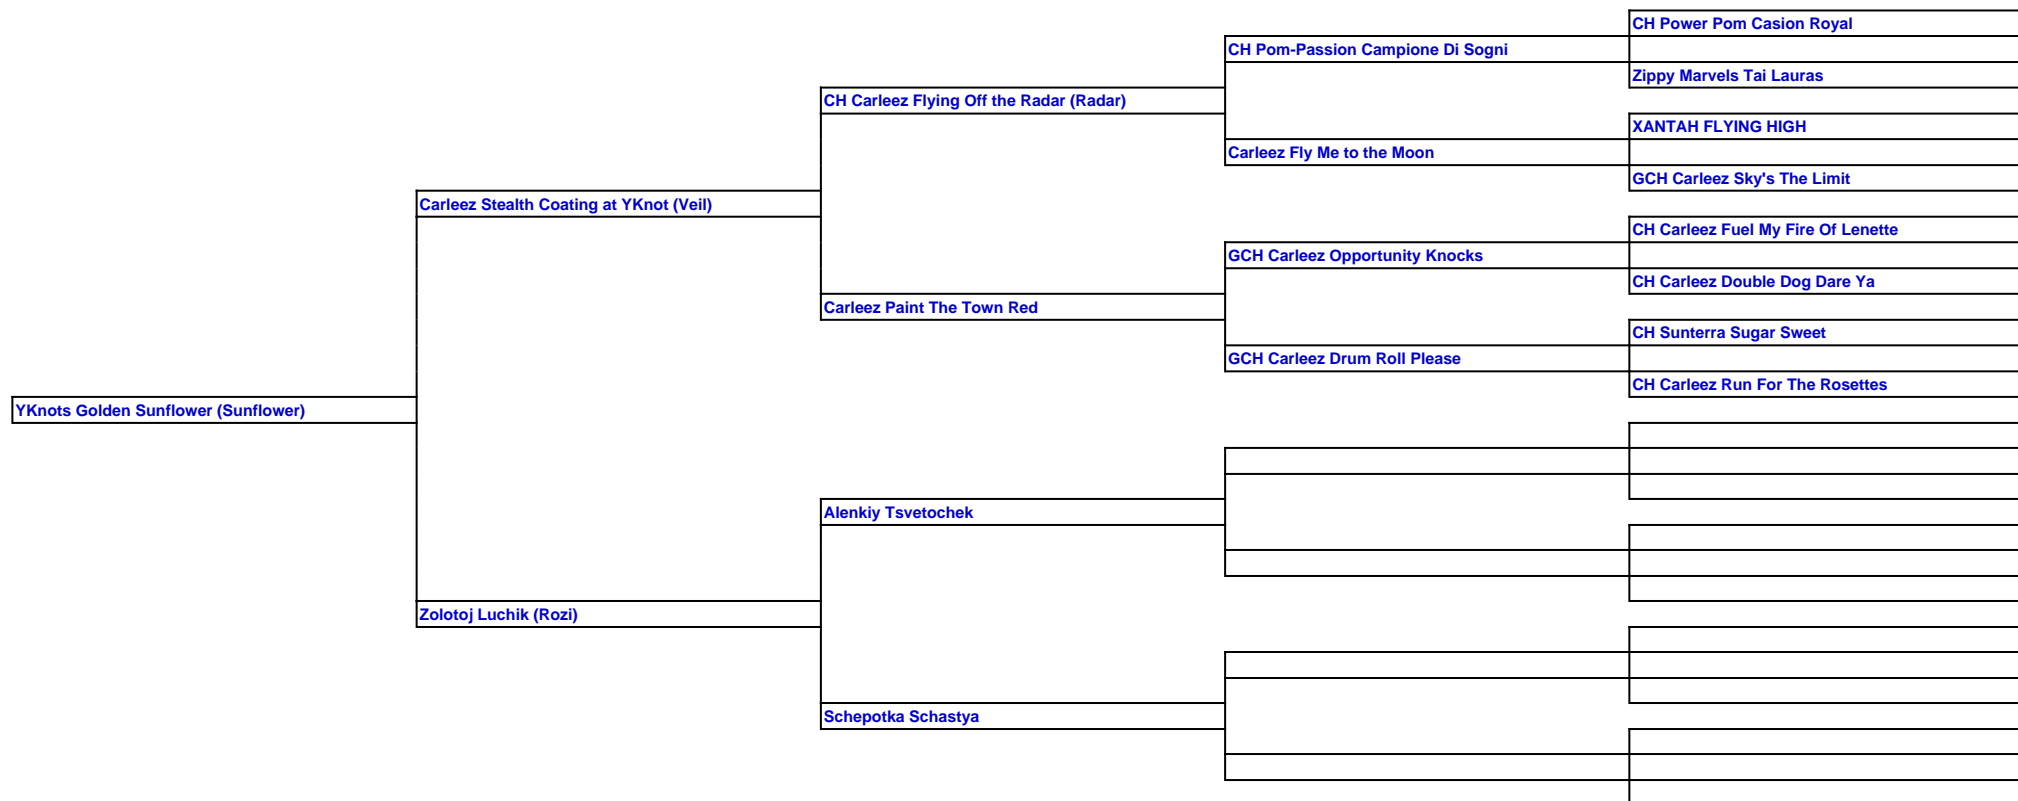 CH Power Pom Casion Royal
CH Pom-Passion Campione Di Sogni
Zippy Marvels Tai Lauras
CH Carleez Flying Off the Radar (Radar)
XANTAH FLYING HIGH
Carleez Fly Me to the Moon
GCH Carleez Sky's The Limit
Carleez Stealth Coating at YKnot (Veil)
CH Carleez Fuel My Fire Of Lenette
GCH Carleez Opportunity Knocks
CH Carleez Double Dog Dare Ya
Carleez Paint The Town Red
CH Sunterra Sugar Sweet
GCH Carleez Drum Roll Please
CH Carleez Run For The Rosettes
YKnots Golden Sunflower (Sunflower)
Alenkiy Tsvetochek
Zolotoj Luchik (Rozi)
Schepotka Schastya